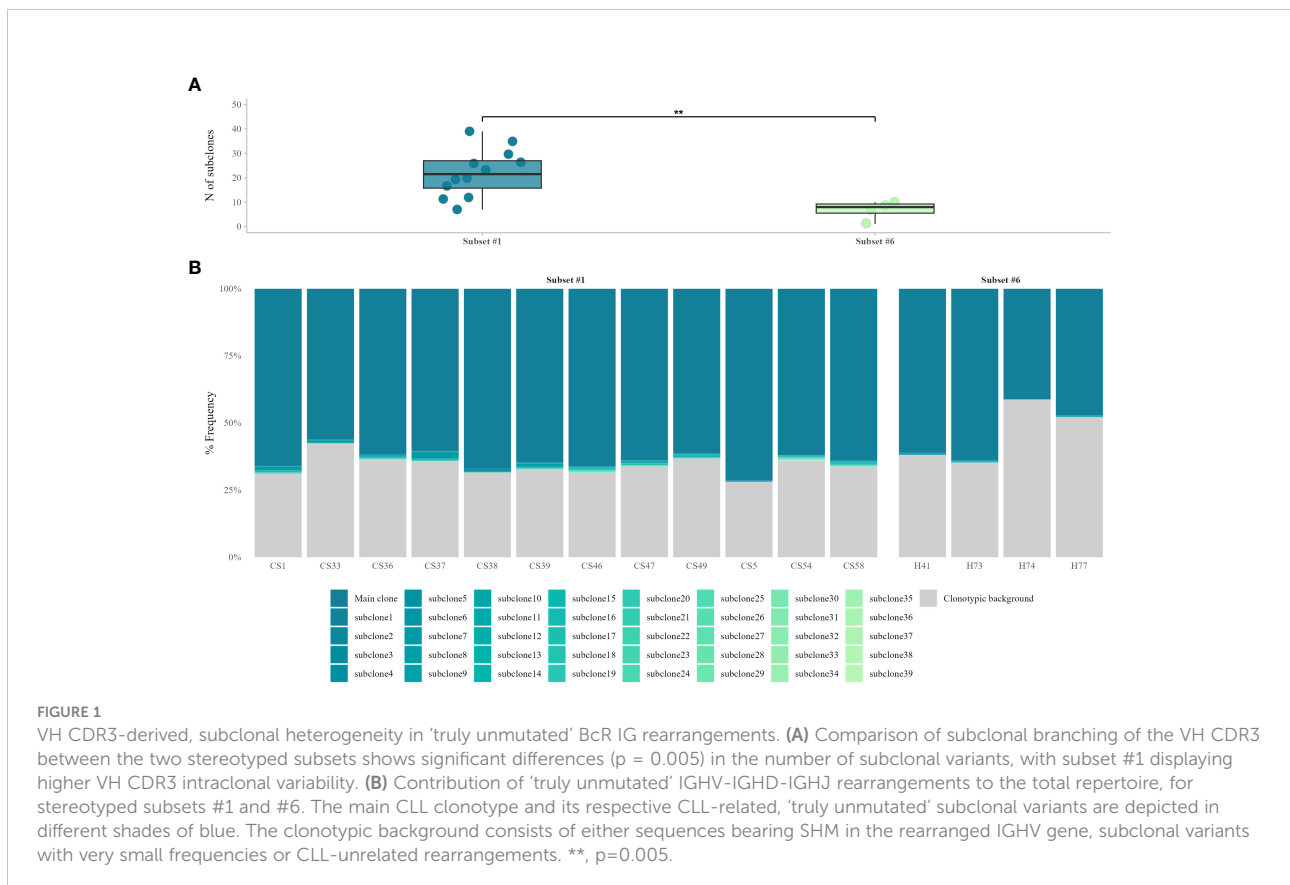 A
50
40
30
20
10
0
N of subclones
**
Subset #1
Subset #6
B
Subset #1
Subset #6
100%
75%
50%
25%
0%
% Frequency
CS1 CS33 CS36 CS37 CS38 CS39 CS46 CS47 CS49 CS5 CS54 CS58 H41 H73 H74 H77
Main clone subclone5 subclone10 subclone15 subclone20 subclone25 subclone30 subclone35 Clonotypic background
subclone1 subclone6 subclone11 subclone16 subclone21 subclone26 subclone31 subclone36
subclone2 subclone7 subclone12 subclone17 subclone22 subclone27 subclone32 subclone37
subclone3 subclone8 subclone13 subclone18 subclone23 subclone28 subclone33 subclone38
subclone4 subclone9 subclone14 subclone19 subclone24 subclone29 subclone34 subclone39
FIGURE 1
VH CDR3-derived, subclonal heterogeneity in ‘truly unmutated’ BcR IG rearrangements. (A) Comparison of subclonal branching of the VH CDR3
between the two stereotyped subsets shows significant differences (p = 0.005) in the number of subclonal variants, with subset #1 displaying
higher VH CDR3 intraclonal variability. (B) Contribution of ‘truly unmutated’ IGHV-IGHD-IGHJ rearrangements to the total repertoire, for
stereotyped subsets #1 and #6. The main CLL clonotype and its respective CLL-related, ‘truly unmutated’ subclonal variants are depicted in
different shades of blue. The clonotypic background consists of either sequences bearing SHM in the rearranged IGHV gene, subclonal variants
with very small frequencies or CLL-unrelated rearrangements. **, p=0.005.